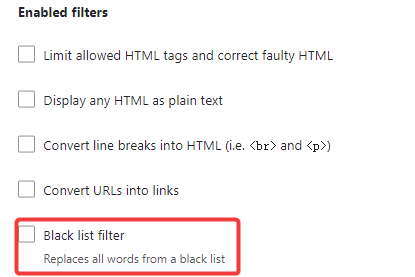 Enabled filters
Limit allowed HTML tags and correct faulty HTML
Display any HTML as plain text
Convert line breaks into HTML (i.e. <br> and <p>)
Convert URLs into links
Black list filter
Replaces all words from a black list